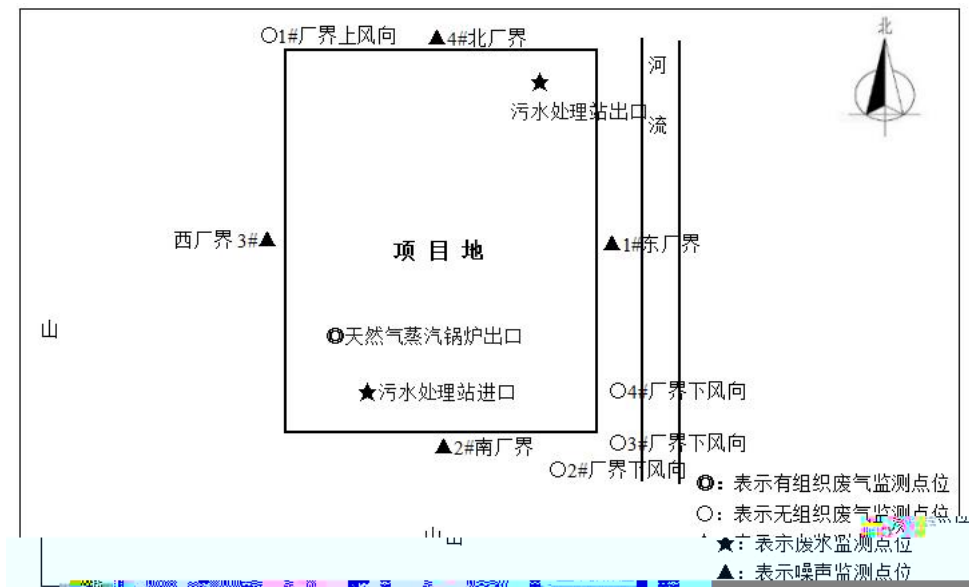 ○1#厂界上风向
▲4#北厂界
北
河流
★
污水处理站出口
西厂界 3#▲
项 目 地
▲1#东厂界
山
◎天然气蒸汽锅炉出口
★污水处理站进口
○4#厂界下风向
▲2#南厂界
○3#厂界下风向
○2#厂界下风向
◎：表示有组织废气监测点位
○：表示无组织废气监测点位
山
★：表示废水监测点位
▲：表示噪声监测点位